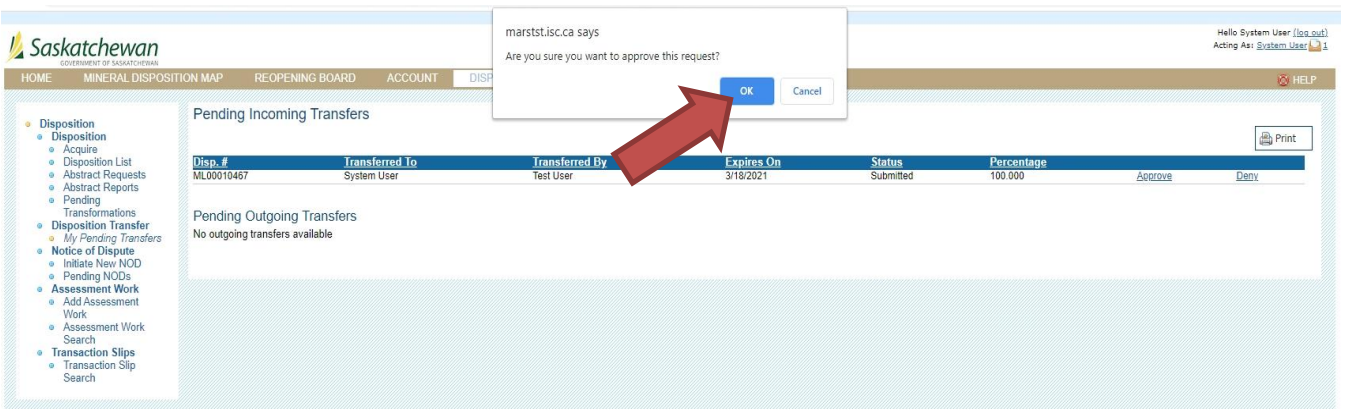 marstst.isc.ca says
Are you sure you want to approve this request?
OK Cancel
Saskatchewan
GOVERNMENT OF SASKATCHEWAN
Hello System User (log out)
Acting As: System User 1
HOME MINERAL DISPOSITION MAP REOPENING BOARD ACCOUNT DISP HELP
Disposition
Disposition
Acquire
Disposition List
Abstract Requests
Abstract Reports
Pending
Transformations
Disposition Transfer
My Pending Transfers
Notice of Dispute
Initiate New NOD
Pending NODs
Assessment Work
Add Assessment
Work
Assessment Work
Search
Transaction Slips
Transaction Slip
Search
Pending Incoming Transfers
Print
Disp. # Transferred To Transferred By Expires On Status Percentage
ML00010467 System User Test User 3/18/2021 Submitted 100.000 Approve Deny
Pending Outgoing Transfers
No outgoing transfers available